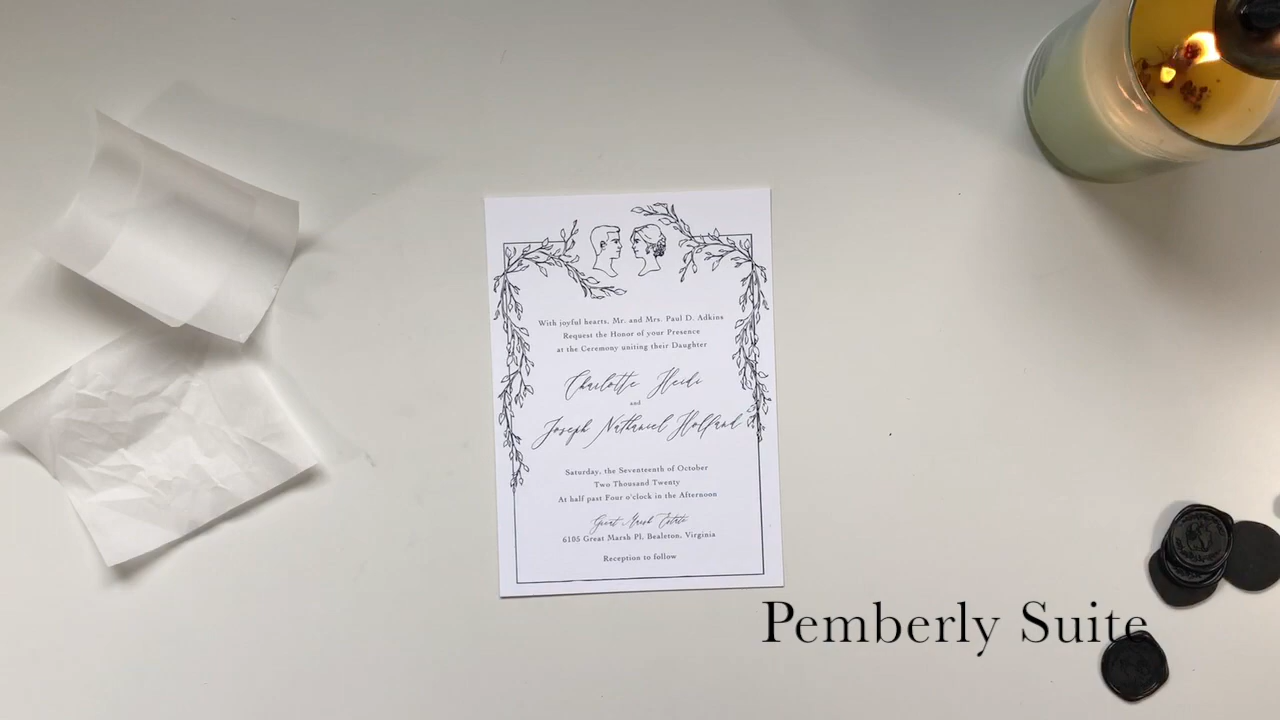 With joyful hearts, Mr. and Mrs. Paul D. Adkins
Request the Honor of your Presence
at the Ceremony uniting their Daughter
Charlotte Heidi
and
Joseph Nathaniel Holland
Saturday, the Seventeenth of October
Two Thousand Twenty
At half past Four o'clock in the Afternoon
Great Marsh Estate
6105 Great Marsh Pl, Bealeton, Virginia
Reception to follow
Pemberly Suite